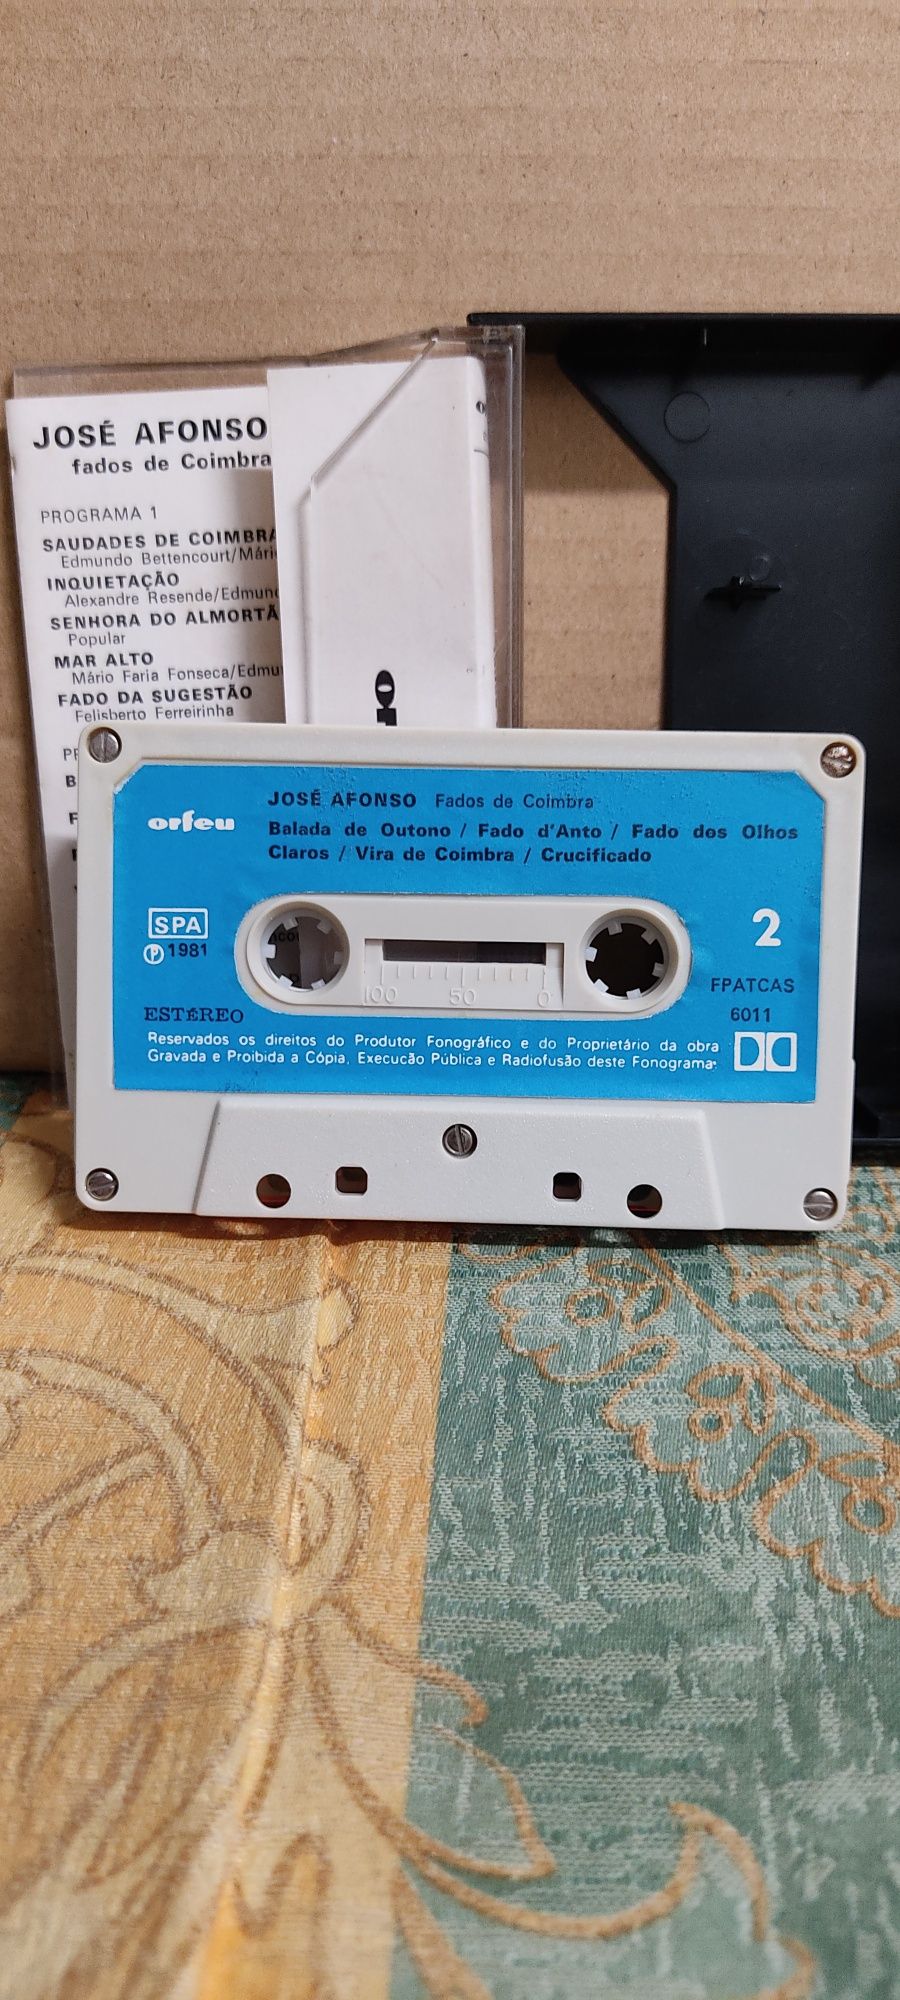 JOSÉ AFONSO
fados de Coimbra
PROGRAMA 1
SAUDADES DE COIMBRA
Edmundo Bettencourt/Mári
INQUIETAÇÃO
Alexandre Resende/Edmund
SENHORA DO ALMORTÃ
Popular
MAR ALTO
Mário Faria Fonseca/Edmu
FADO DA SUGESTÃO
Felisberto Ferreirinha
orfeu
JOSÉ AFONSO Fados de Coimbra
Balada de Outono / Fado d'Anto / Fado dos Olhos
Claros / Vira de Coimbra / Crucificado
SPA
Ⓟ 1981
2
FPATCAS
6011
100 50 0
ESTÉREO
Reservados os direitos do Produtor Fonográfico e do Proprietário da obra
Gravada e Proibida a Cópia, Execucão Pública e Radiofusão deste Fonograma.